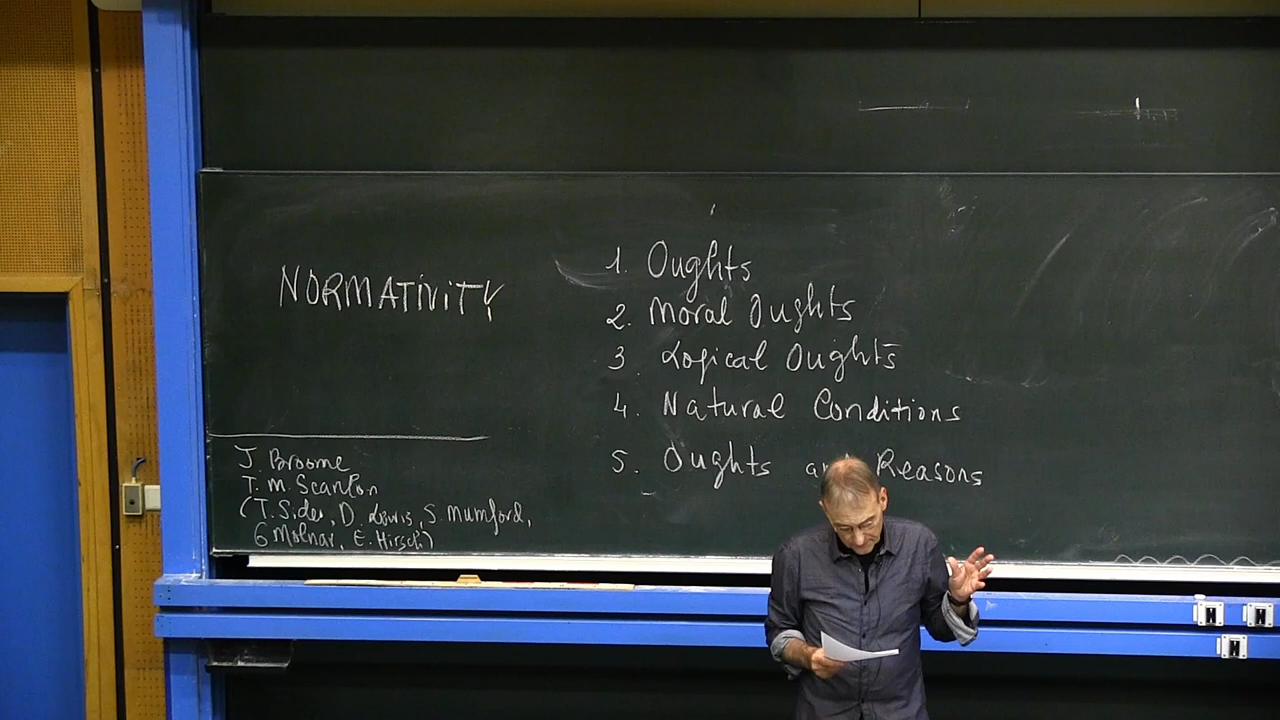 NORMATIVITY
1. Oughts
2. Moral Oughts
3. Logical Oughts
4. Natural Conditions
5. Oughts and Reasons
J. Broome
T. M. Scanlon
(T. Sider, D. Lewis, S. Mumford,
G Molnar, E. Hirsch)